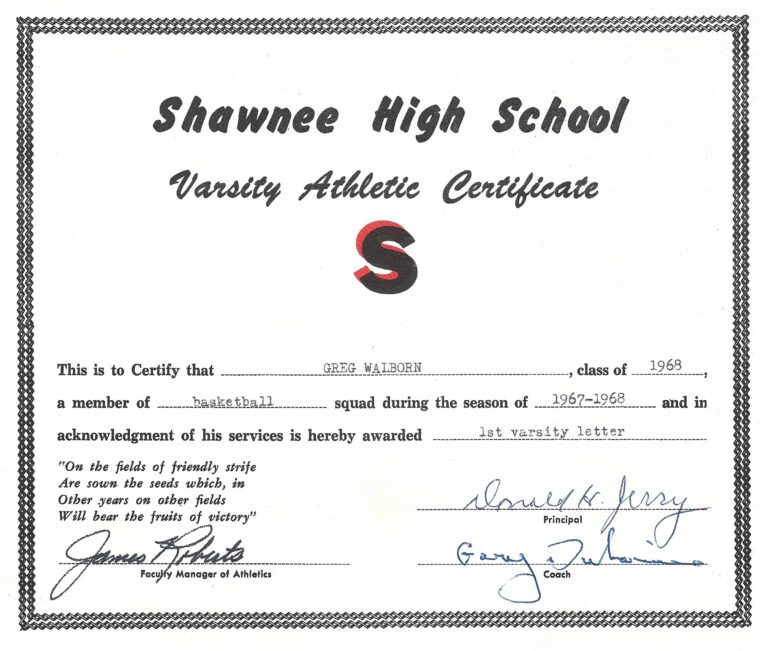 Shawnee High School
Varsity Athletic Certificate
S
This is to Certify that GREG WALBORN, class of 1968,
a member of basketball squad during the season of 1967-1968 and in
acknowledgment of his services is hereby awarded 1st varsity letter
"On the fields of friendly strife
Are sown the seeds which, in
Other years on other fields
Will bear the fruits of victory"
Donald H. Jerry
Principal
James Roberts
Faculty Manager of Athletics
Gary
Coach